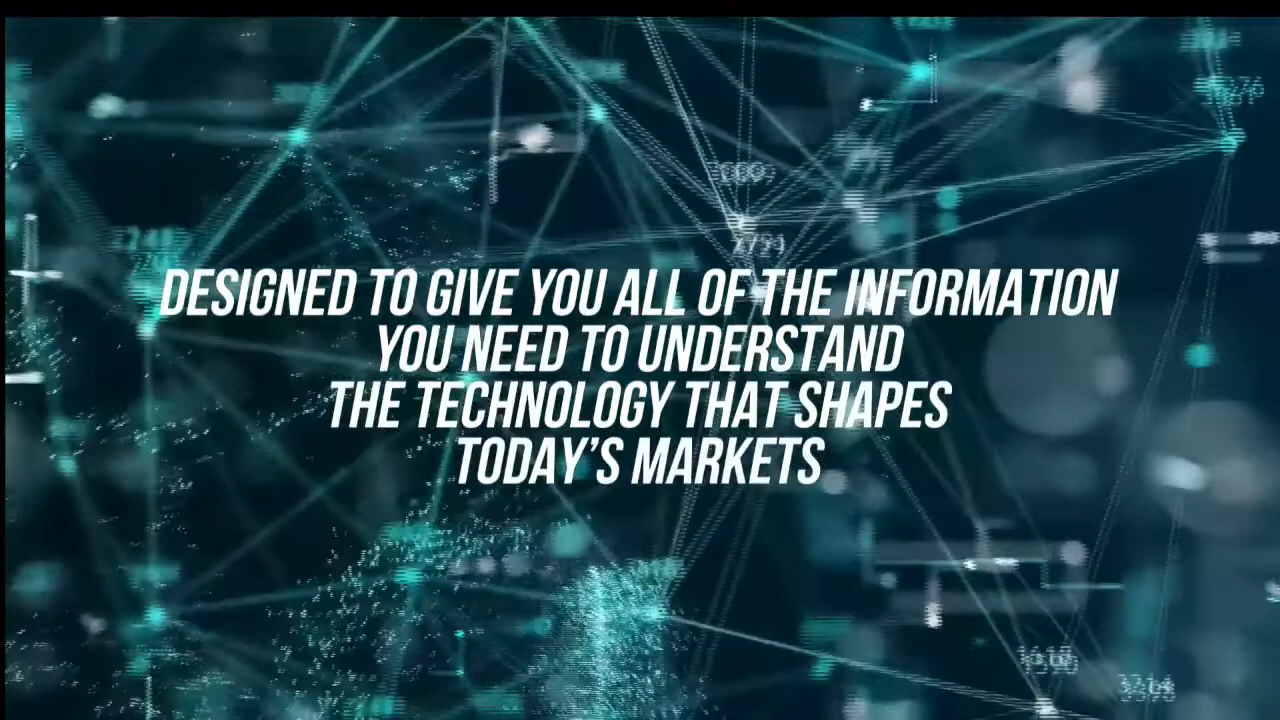 DESIGNED TO GIVE YOU ALL OF THE INFORMATION
YOU NEED TO UNDERSTAND
THE TECHNOLOGY THAT SHAPES
TODAY'S MARKETS